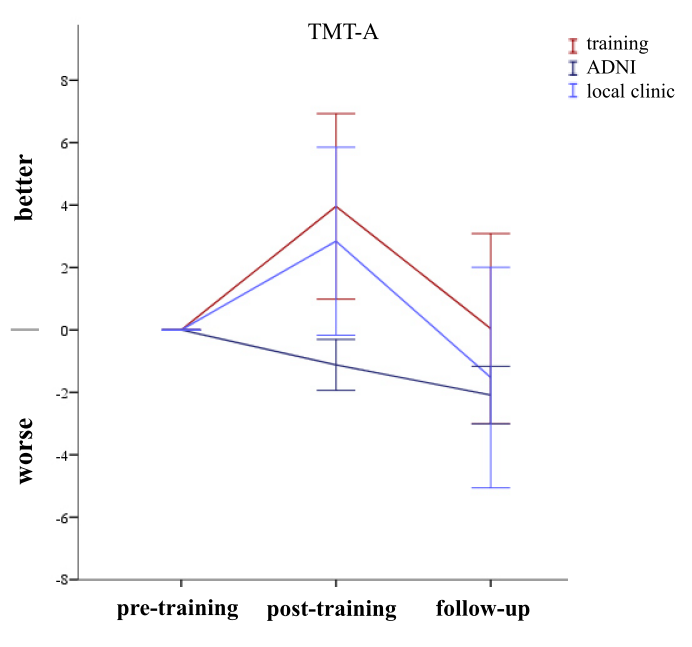 TMT-A
training
ADNI
local clinic
better
worse
8
6
4
2
0
-2
-4
-6
-8
pre-training post-training follow-up